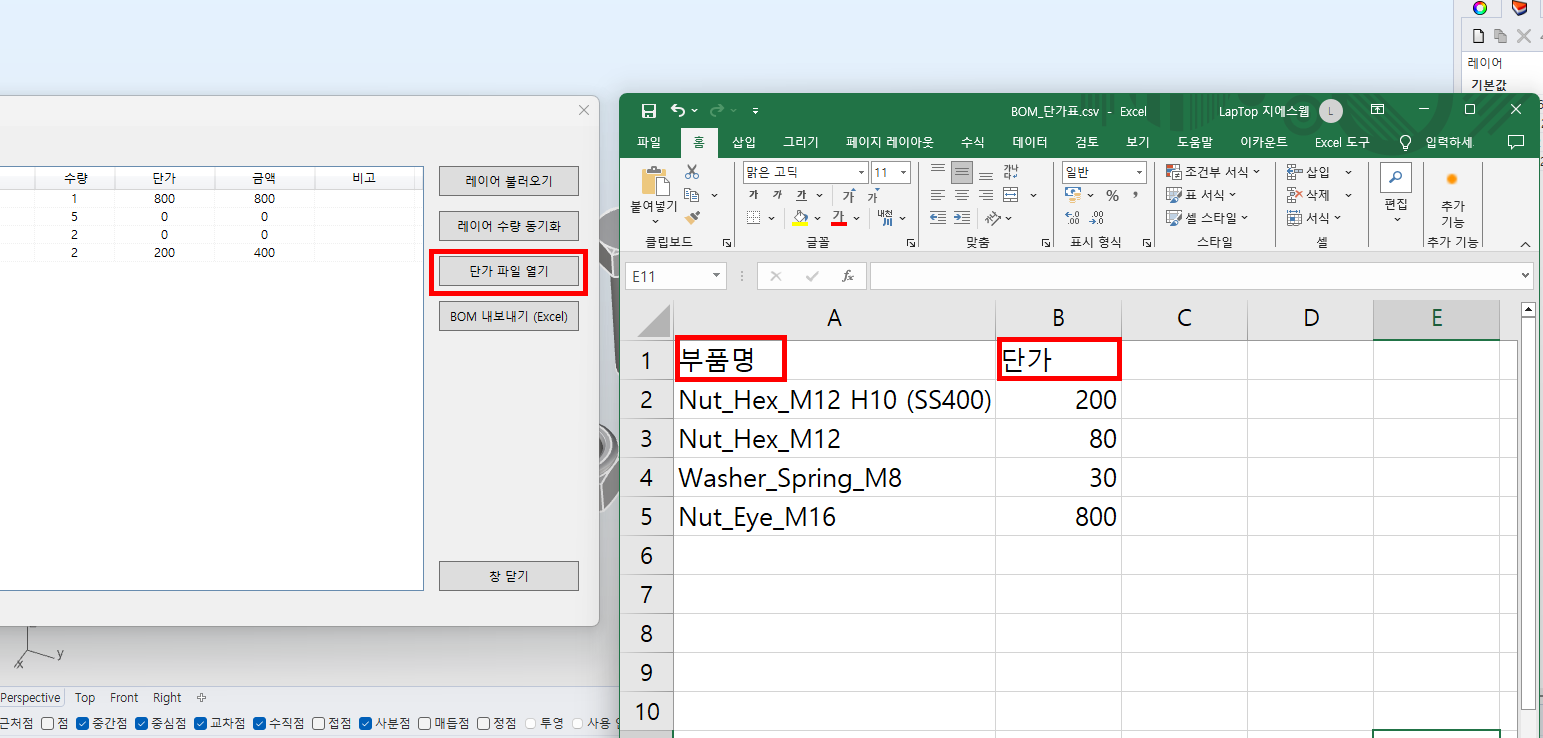 레이어
기본값
BOM_단가표.csv - Excel
LapTop 지에스웹
L
파일 홈 삽입 그리기 페이지 레이아웃 수식 데이터 검토 보기 도움말 이카운트 Excel 도구 입력하세
붙여넣기
맑은 고딕 11
가 가 가 가 가
가 내천
일반
% ,
조건부 서식
표 서식
셀 스타일
삽입
삭제
서식
편집
추가
기능
클립보드 글꼴 맞춤 표시 형식 스타일 셀 추가 기능
E11 fx
A B C D E
1 부품명 단가
2 Nut_Hex_M12 H10 (SS400) 200
3 Nut_Hex_M12 80
4 Washer_Spring_M8 30
5 Nut_Eye_M16 800
6
7
8
9
10
수량 단가 금액 비고
1 800 800
5 0 0
2 0 0
2 200 400
레이어 불러오기
레이어 수량 동기화
단가 파일 열기
BOM 내보내기 (Excel)
창 닫기
y
x
Perspective Top Front Right
근처점 점 중간점 중심점 교차점 수직점 접점 사분점 매듭점 정점 투영 사용